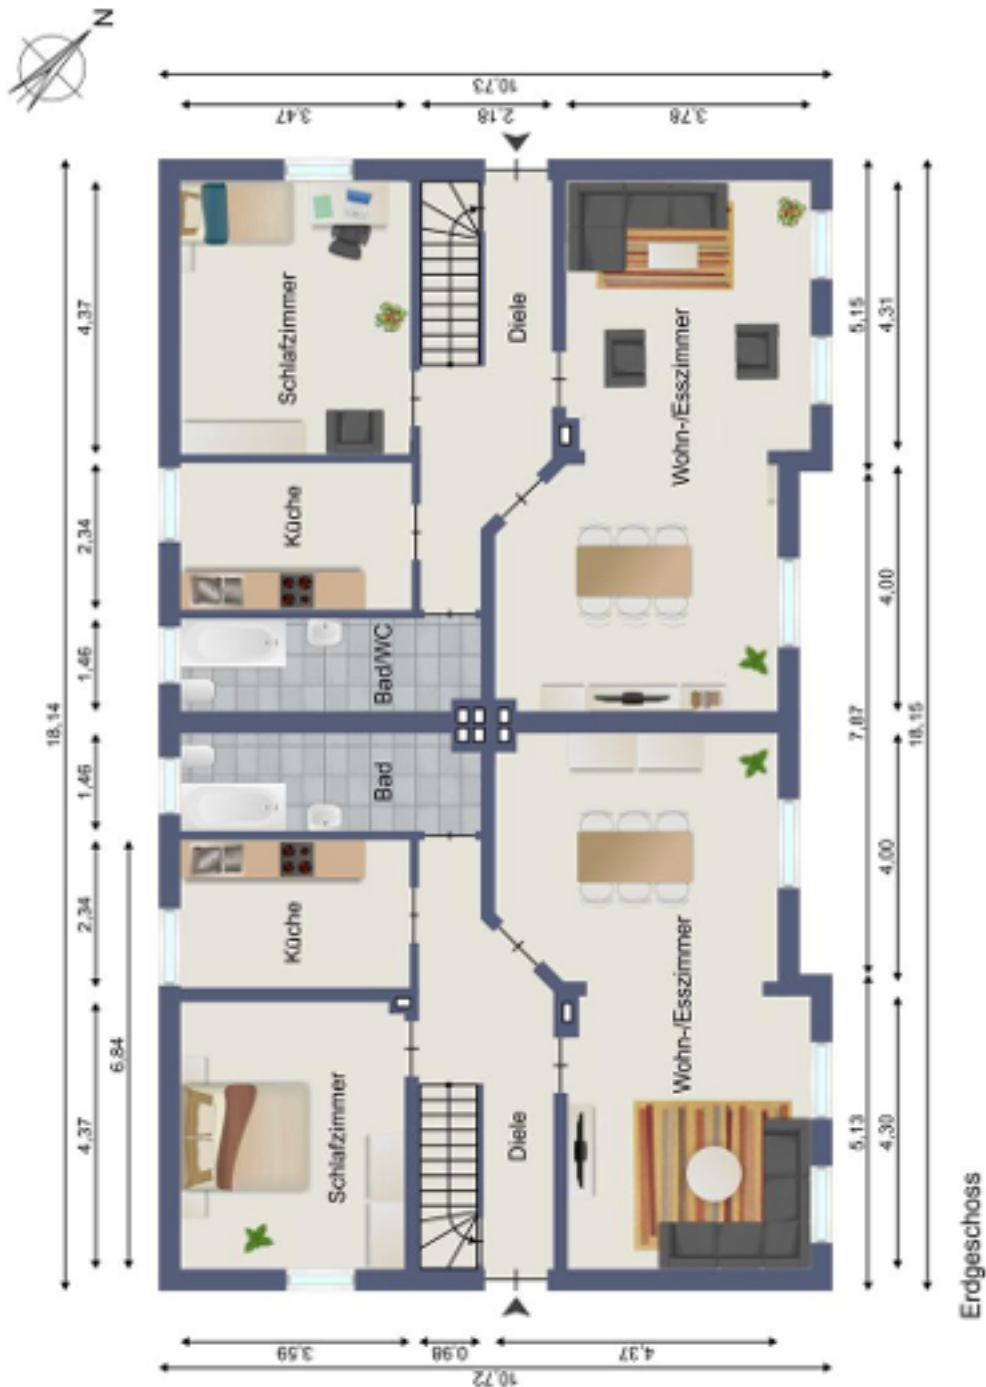 N
10,73
3,47
2,18
3,78
18,14
4,37
2,34
1,46
1,46
2,34
4,37
6,84
Schlafzimmer
Küche
Bad/WC
Bad
Küche
Schlafzimmer
Diele
Diele
Wohn-/Esszimmer
Wohn-/Esszimmer
5,15
7,87
5,13
4,31
4,00
4,00
4,30
18,15
3,59
0,98
4,37
10,72
Erdgeschoss